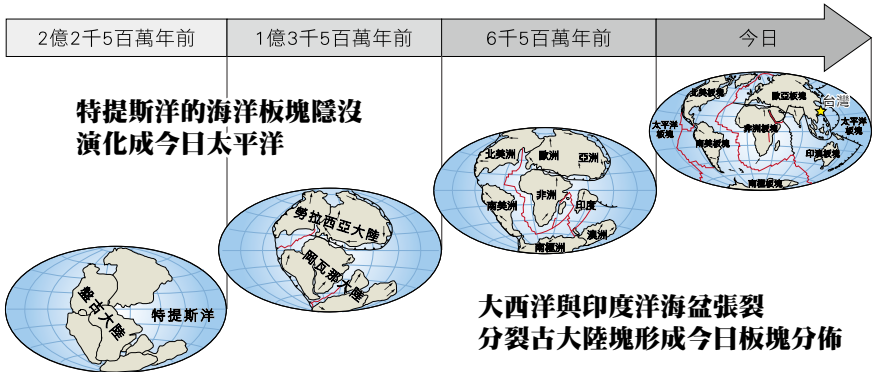 2億2千5百萬年前
1億3千5百萬年前
6千5百萬年前
今日
特提斯洋的海洋板塊隱沒
演化成今日太平洋
盤古大陸
特提斯洋
勞拉西亞大陸
岡瓦那大陸
北美洲
歐洲
亞洲
南美洲
非洲
印度
澳洲
南極洲
北美板塊
歐亞板塊
台灣
太平洋
板塊
非洲板塊
太平洋
板塊
南美板塊
印澳板塊
南極板塊
大西洋與印度洋海盆張裂
分裂古大陸塊形成今日板塊分佈